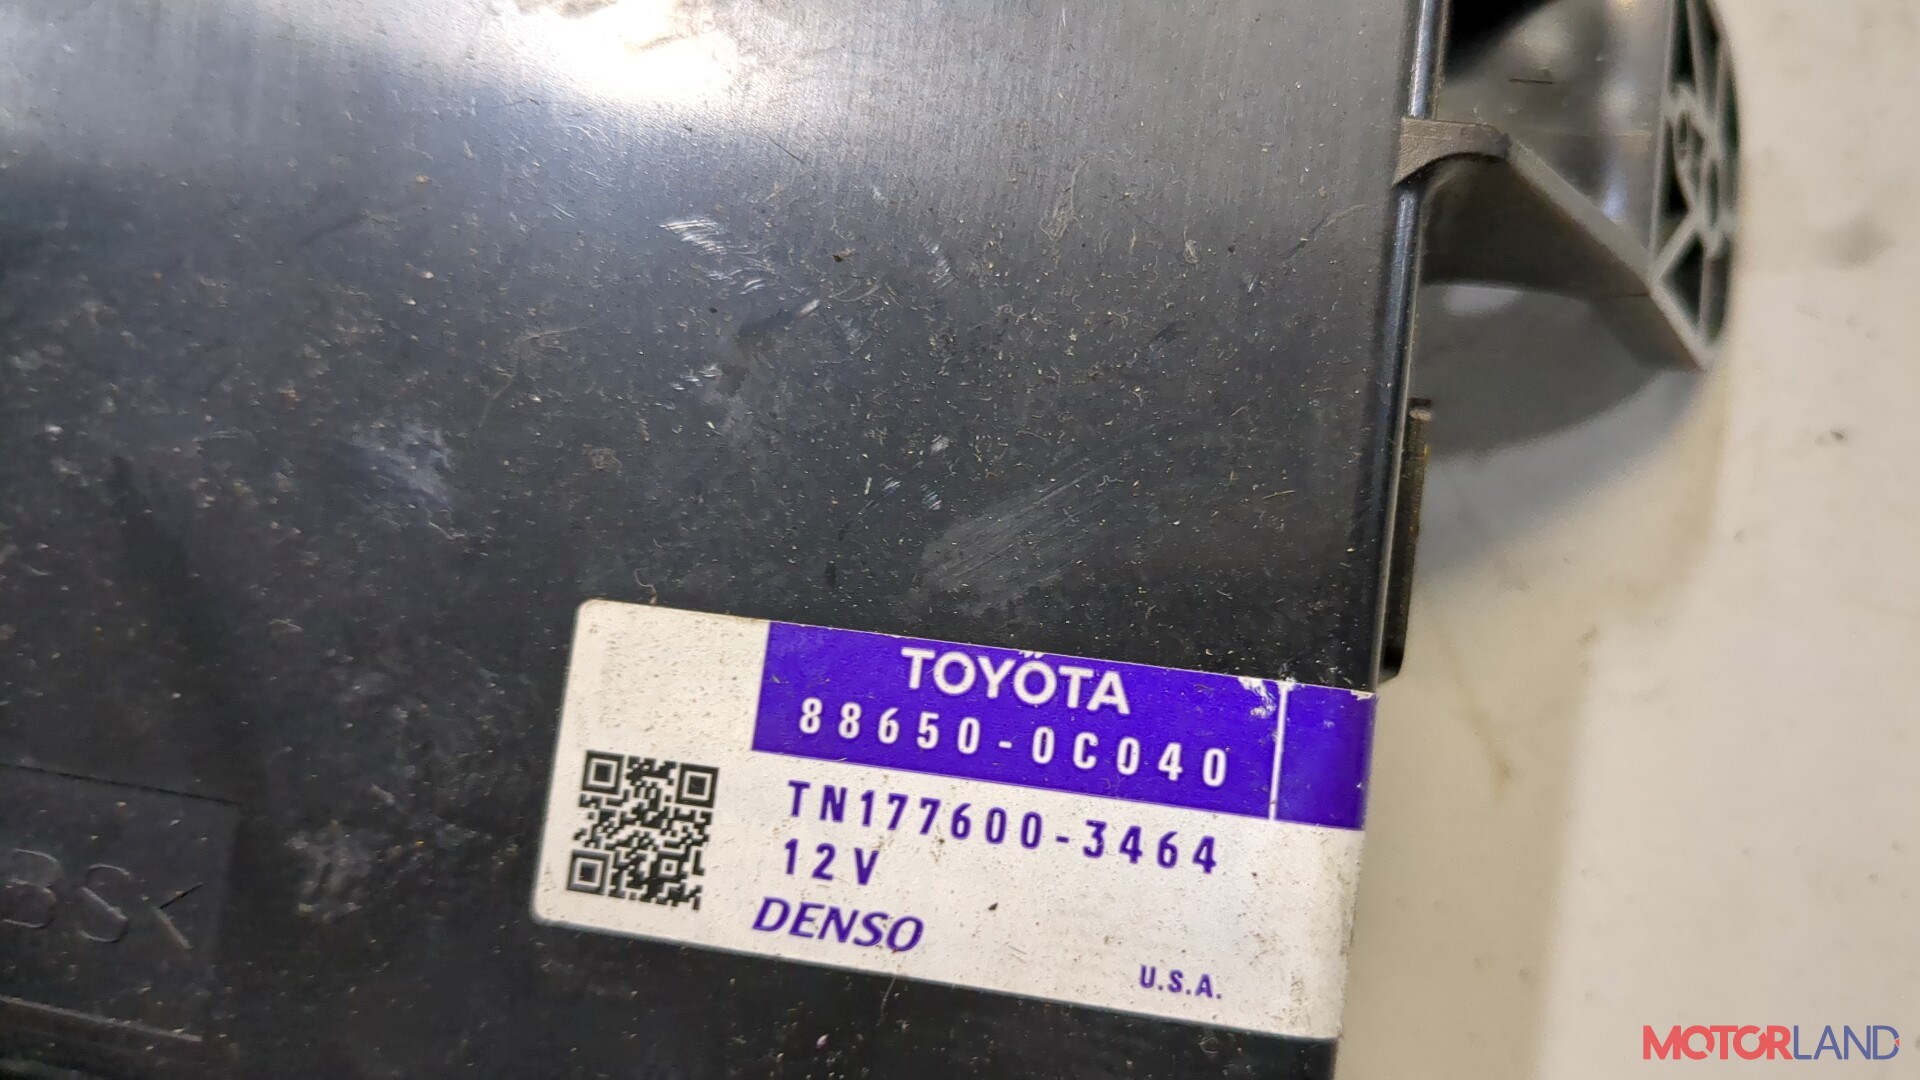 TOYOTA
88650-0C040
TN177600-3464
12V
DENSO
U.S.A.
MOTORLAND